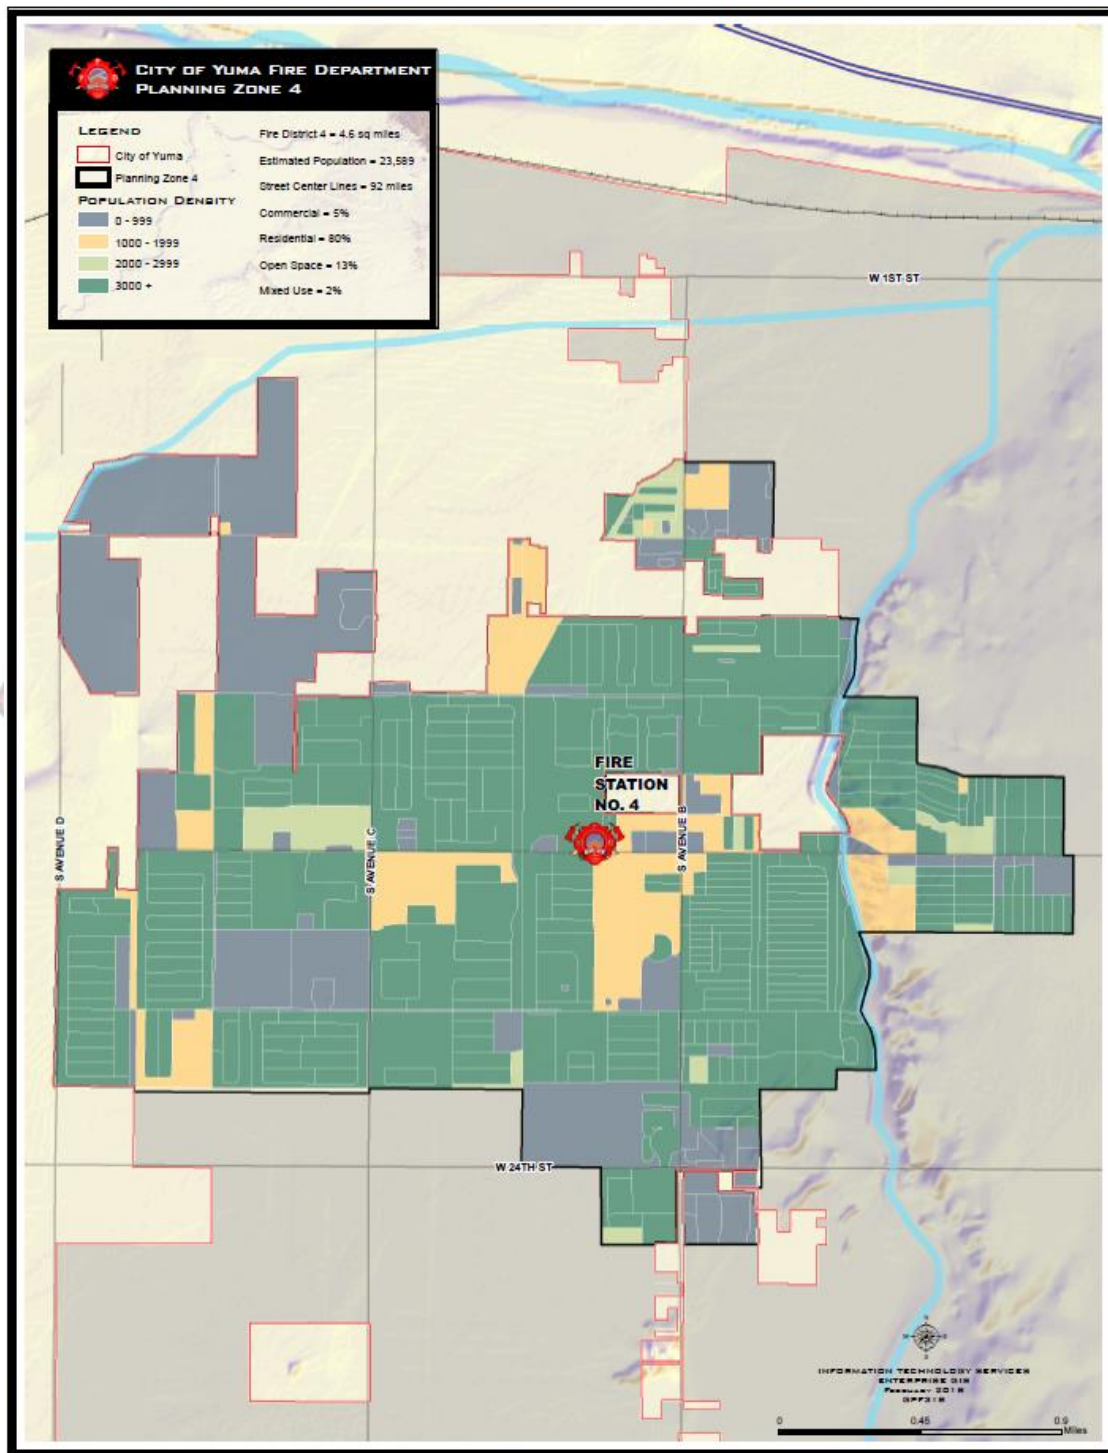 CITY OF YUMA FIRE DEPARTMENT
PLANNING ZONE 4
LEGEND
City of Yuma
Planning Zone 4
POPULATION DENSITY
0 - 999
1000 - 1999
2000 - 2999
3000 +
Fire District 4 = 4.6 sq miles
Estimated Population = 23,589
Street Center Lines = 92 miles
Commercial = 5%
Residential = 80%
Open Space = 13%
Mixed Use = 2%
W 1ST ST
FIRE
STATION
NO. 4
S AVENUE D
S AVENUE C
S AVENUE B
W 24TH ST
N
W E
S
INFORMATION TECHNOLOGY SERVICES
ENTERPRISE GIS
0 0.45 0.9
Miles